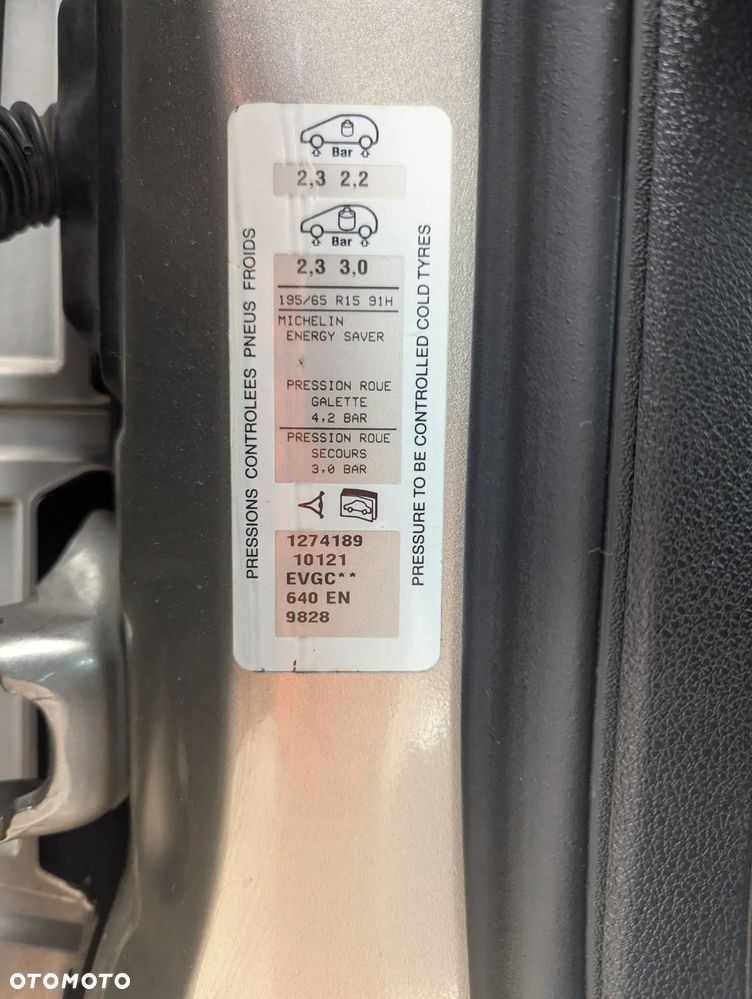 Bar
2,3 2,2
Bar
2,3 3,0
195/65 R15 91H
MICHELIN
ENERGY SAVER
PRESSION ROUE
GALETTE
4,2 BAR
PRESSION ROUE
SECOURS
3,0 BAR
1274189
10121
EVGC**
640 EN
9828
PRESSIONS CONTROLEES PNEUS FROIDS
PRESSURE TO BE CONTROLLED COLD TYRES
OTOMOTO